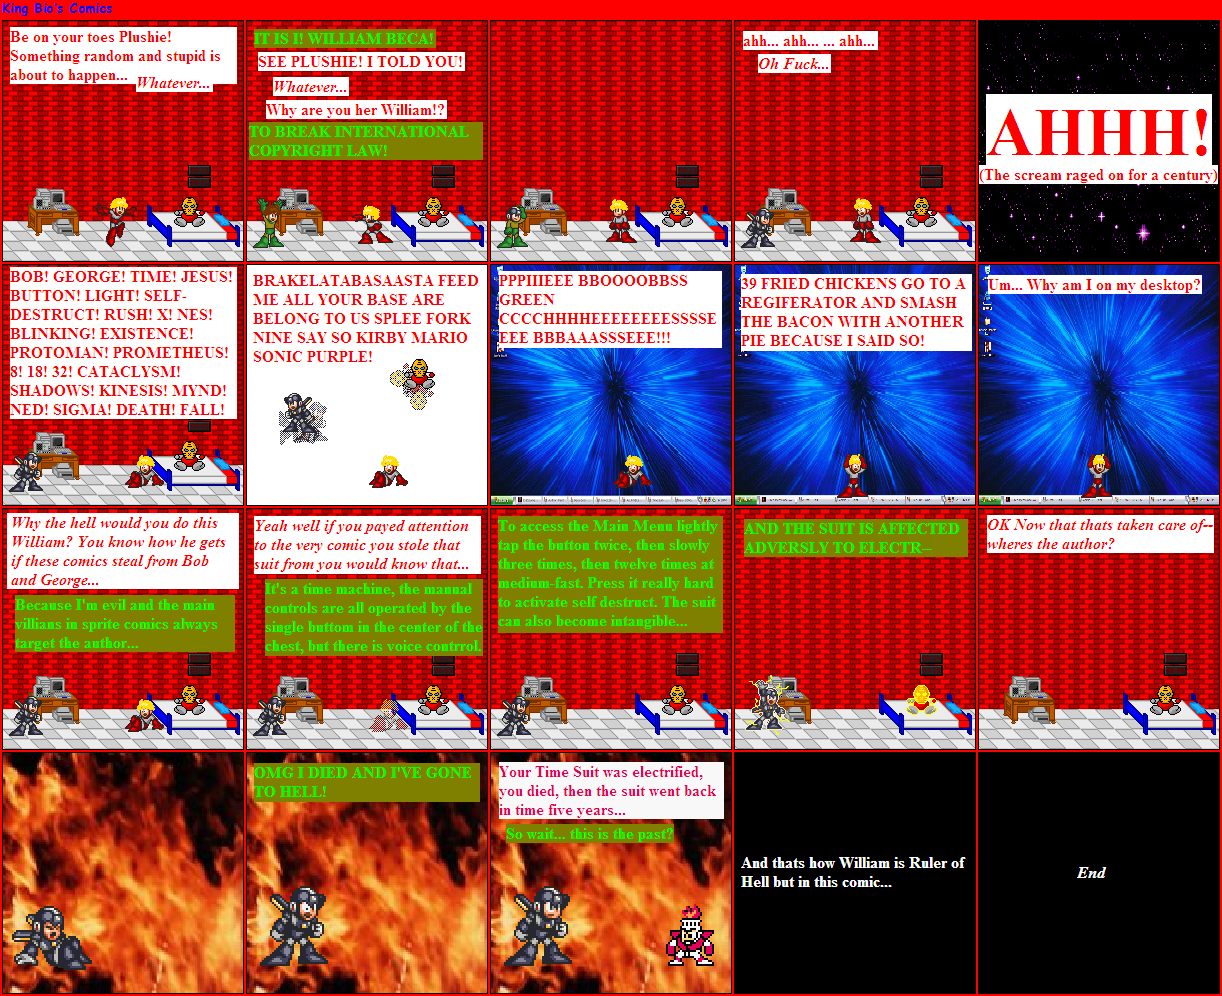 King Bio's Comics
Be on your toes Plushie!
Something random and stupid is
about to happen...
Whatever...
IT IS I! WILLIAM BECA!
SEE PLUSHIE! I TOLD YOU!
Whatever...
Why are you her William!?
TO BREAK INTERNATIONAL
COPYRIGHT LAW!
ahh... ahh... ... ahh...
Oh Fuck...
AHHH!
(The scream raged on for a century)
BOB! GEORGE! TIME! JESUS!
BUTTON! LIGHT! SELF-
DESTRUCT! RUSH! X! NES!
BLINKING! EXISTENCE!
PROTOMAN! PROMETHEUS!
8! 18! 32! CATACLYSM!
SHADOWS! KINESIS! MYND!
NED! SIGMA! DEATH! FALL!
BRAKELATABASAASTA FEED
ME ALL YOUR BASE ARE
BELONG TO US SPLEE FORK
NINE SAY SO KIRBY MARIO
SONIC PURPLE!
PPPIIIEEE BBOOOOBBSS
GREEN
CCCCHHHHEEEEEEEESSSSE
EEE BBBAAASSSEEE!!!
39 FRIED CHICKENS GO TO A
REGIFERATOR AND SMASH
THE BACON WITH ANOTHER
PIE BECAUSE I SAID SO!
Um... Why am I on my desktop?
Why the hell would you do this
William? You know how he gets
if these comics steal from Bob
and George...
Because I'm evil and the main
villians in sprite comics always
target the author...
Yeah well if you payed attention
to the very comic you stole that
suit from you would know that...
It's a time machine, the manual
controls are all operated by the
single buttom in the center of the
chest, but there is voice contrrol.
To access the Main Menu lightly
tap the button twice, then slowly
three times, then twelve times at
medium-fast. Press it really hard
to activate self destruct. The suit
can also become intangible...
AND THE SUIT IS AFFECTED
ADVERSLY TO ELECTR--
OK Now that thats taken care of--
wheres the author?
OMG I DIED AND I'VE GONE
TO HELL!
Your Time Suit was electrified,
you died, then the suit went back
in time five years...
So wait... this is the past?
And thats how William is Ruler of
Hell but in this comic...
End